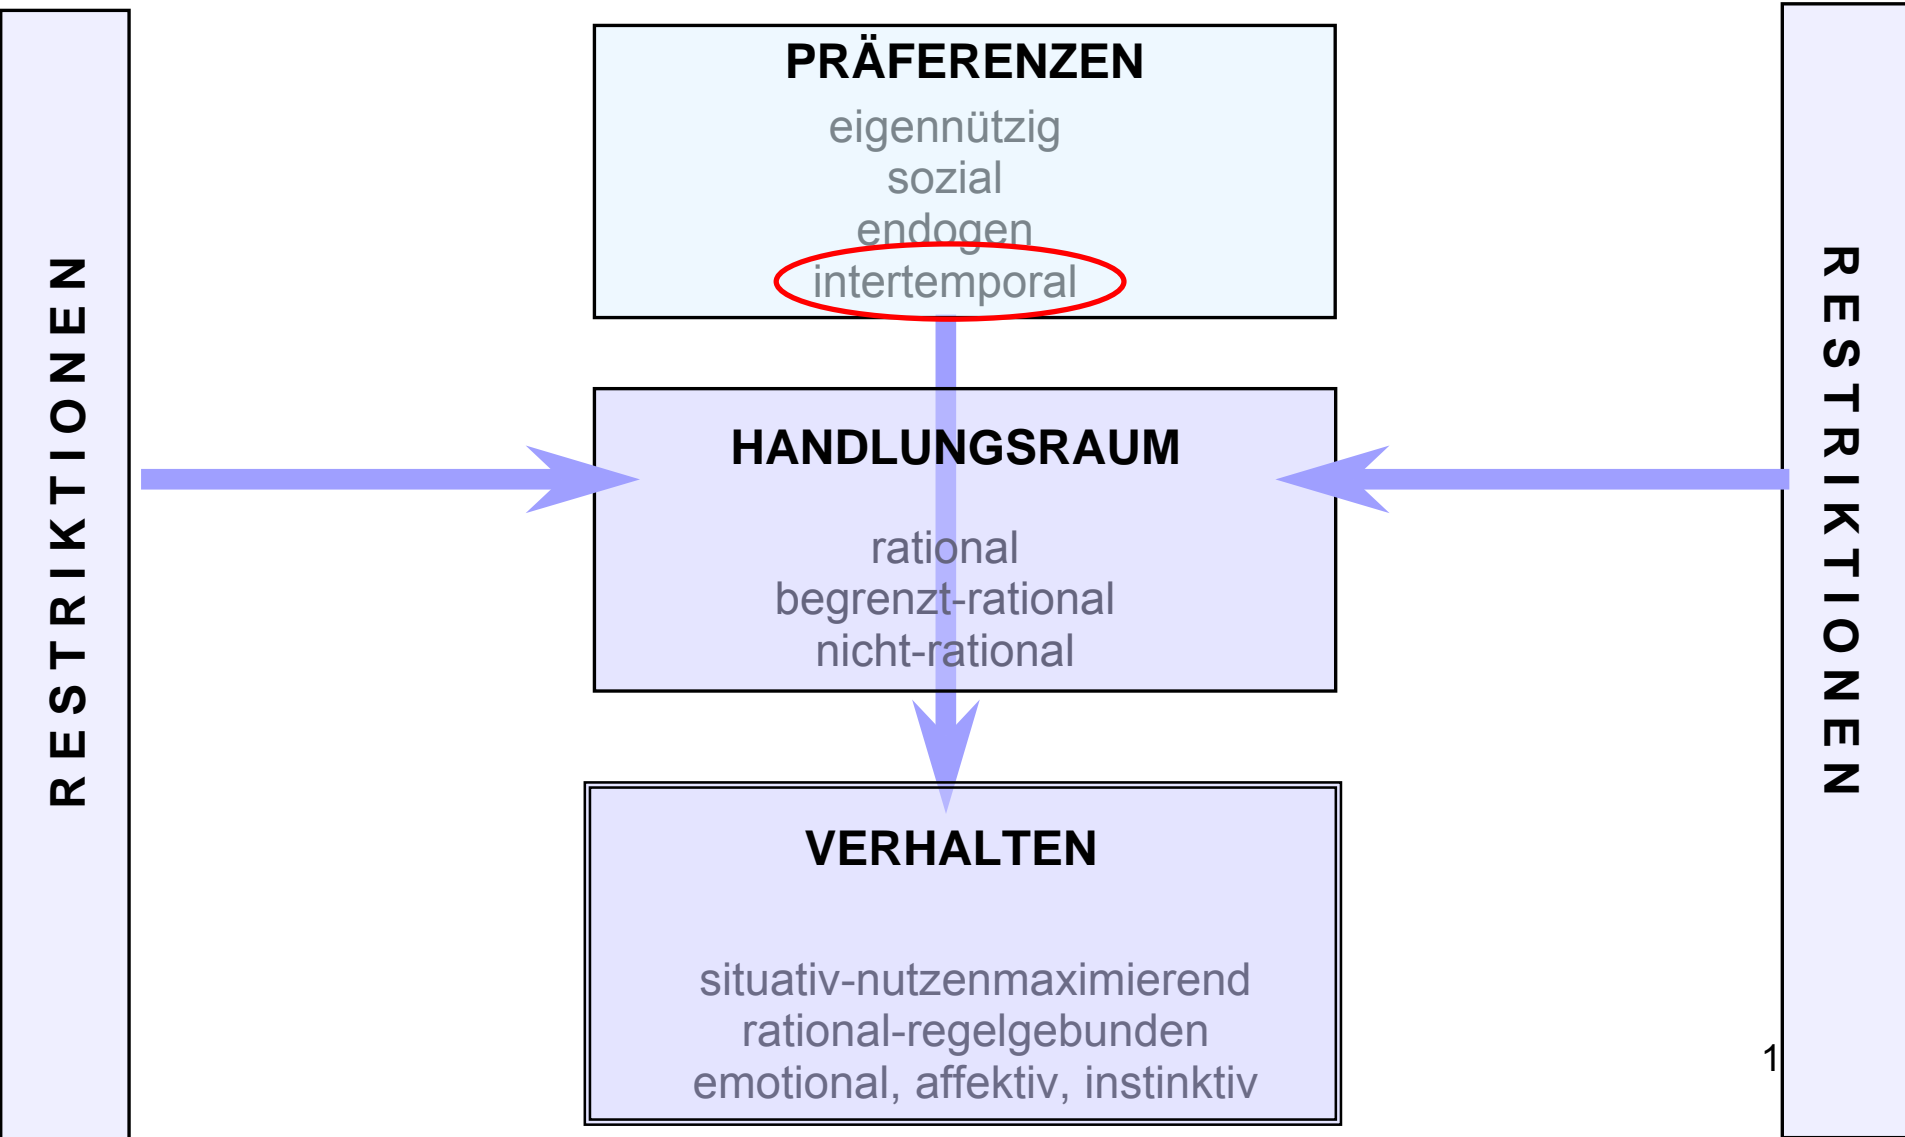 RESTRIKTIONEN
PRÄFERENZEN
eigennützig
sozial
endogen
intertemporal
HANDLUNGSRAUM
rational
begrenzt-rational
nicht-rational
VERHALTEN
situativ-nutzenmaximierend
rational-regelgebunden
emotional, affektiv, instinktiv
RESTRIKTIONEN
1